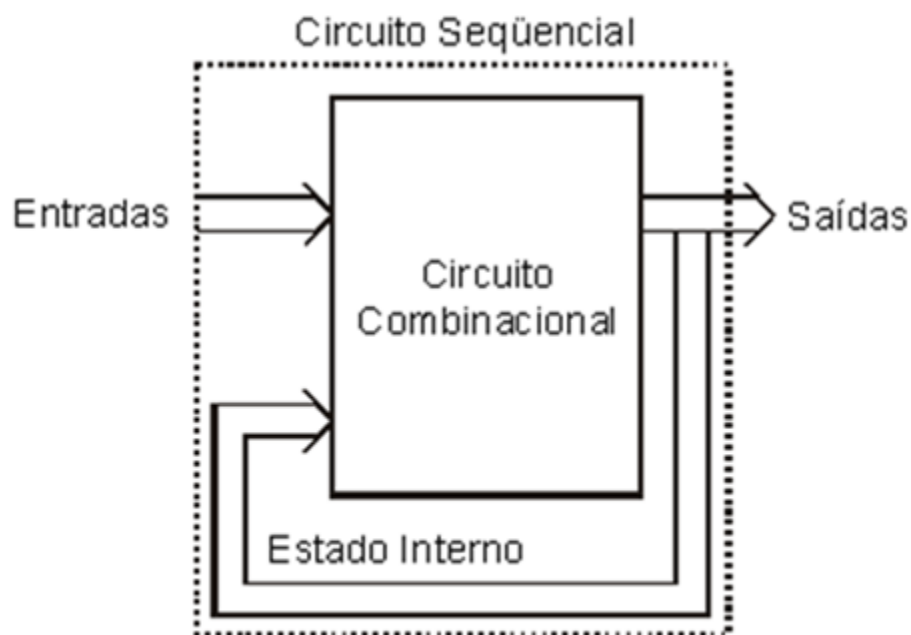 Circuito Seqüencial
Entradas
Saídas
Circuito
Combinacional
Estado Interno